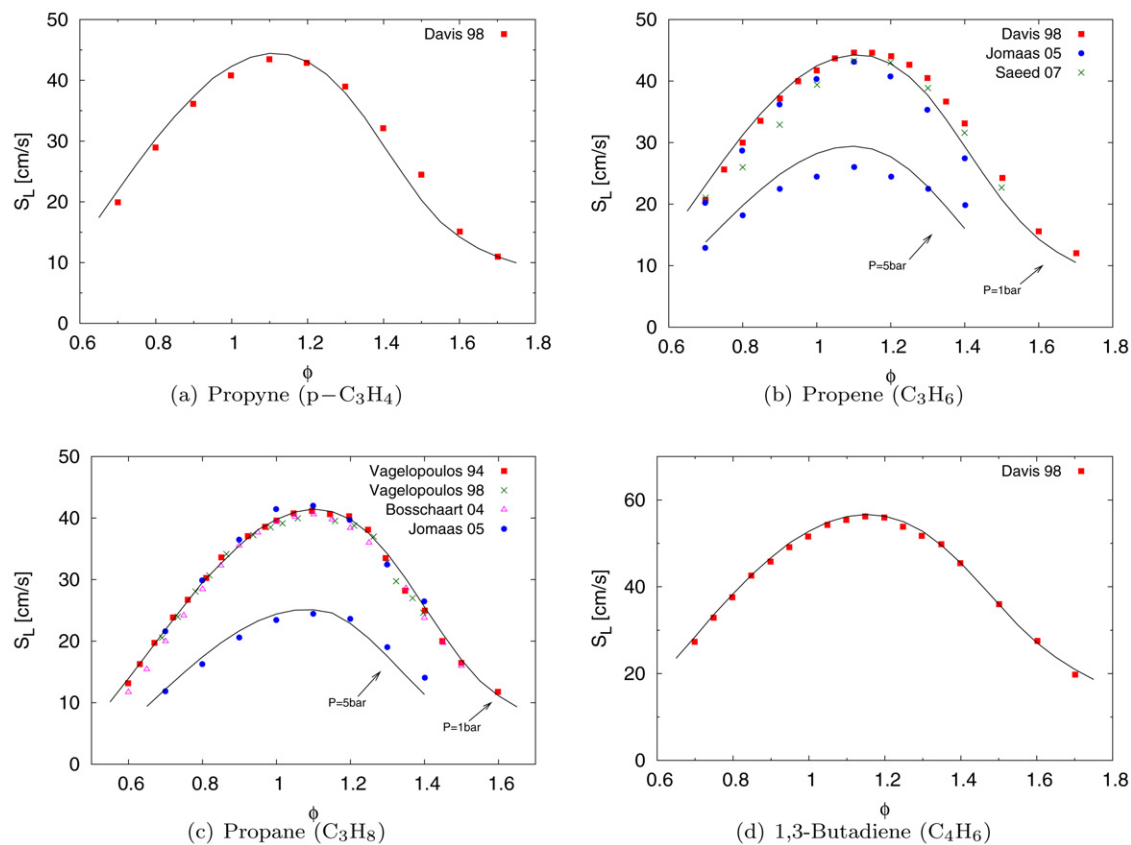 50
40
30
20
10
0
S_L [cm/s]
Davis 98
0.6 0.8 1 1.2 1.4 1.6 1.8
ϕ
(a) Propyne (p−C₃H₄)
50
40
30
20
10
0
S_L [cm/s]
Davis 98
Jomaas 05
Saeed 07
P=5bar
P=1bar
0.6 0.8 1 1.2 1.4 1.6 1.8
ϕ
(b) Propene (C₃H₆)
50
40
30
20
10
0
S_L [cm/s]
Vagelopoulos 94
Vagelopoulos 98
Bosschaart 04
Jomaas 05
P=5bar
P=1bar
0.6 0.8 1 1.2 1.4 1.6
ϕ
(c) Propane (C₃H₈)
60
40
20
0
S_L [cm/s]
Davis 98
0.6 0.8 1 1.2 1.4 1.6 1.8
ϕ
(d) 1,3-Butadiene (C₄H₆)